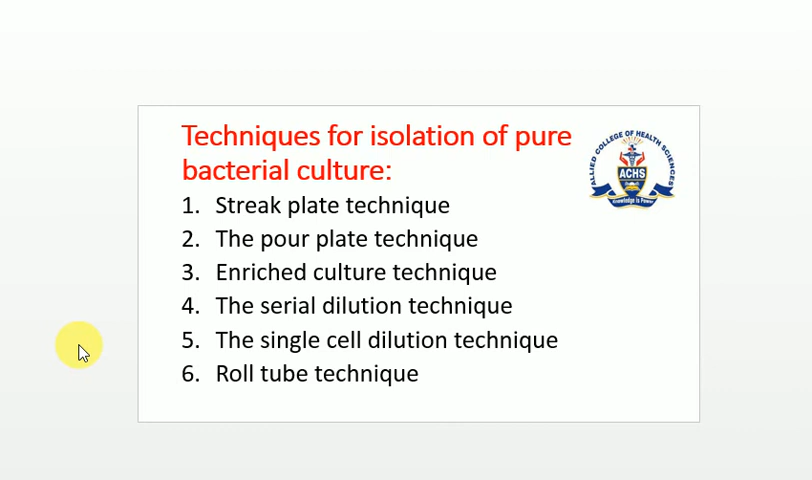 Techniques for isolation of pure
bacterial culture:
1. Streak plate technique
2. The pour plate technique
3. Enriched culture technique
4. The serial dilution technique
5. The single cell dilution technique
6. Roll tube technique
ALLIED COLLEGE OF HEALTH SCIENCES
ACHS
Knowledge is Power